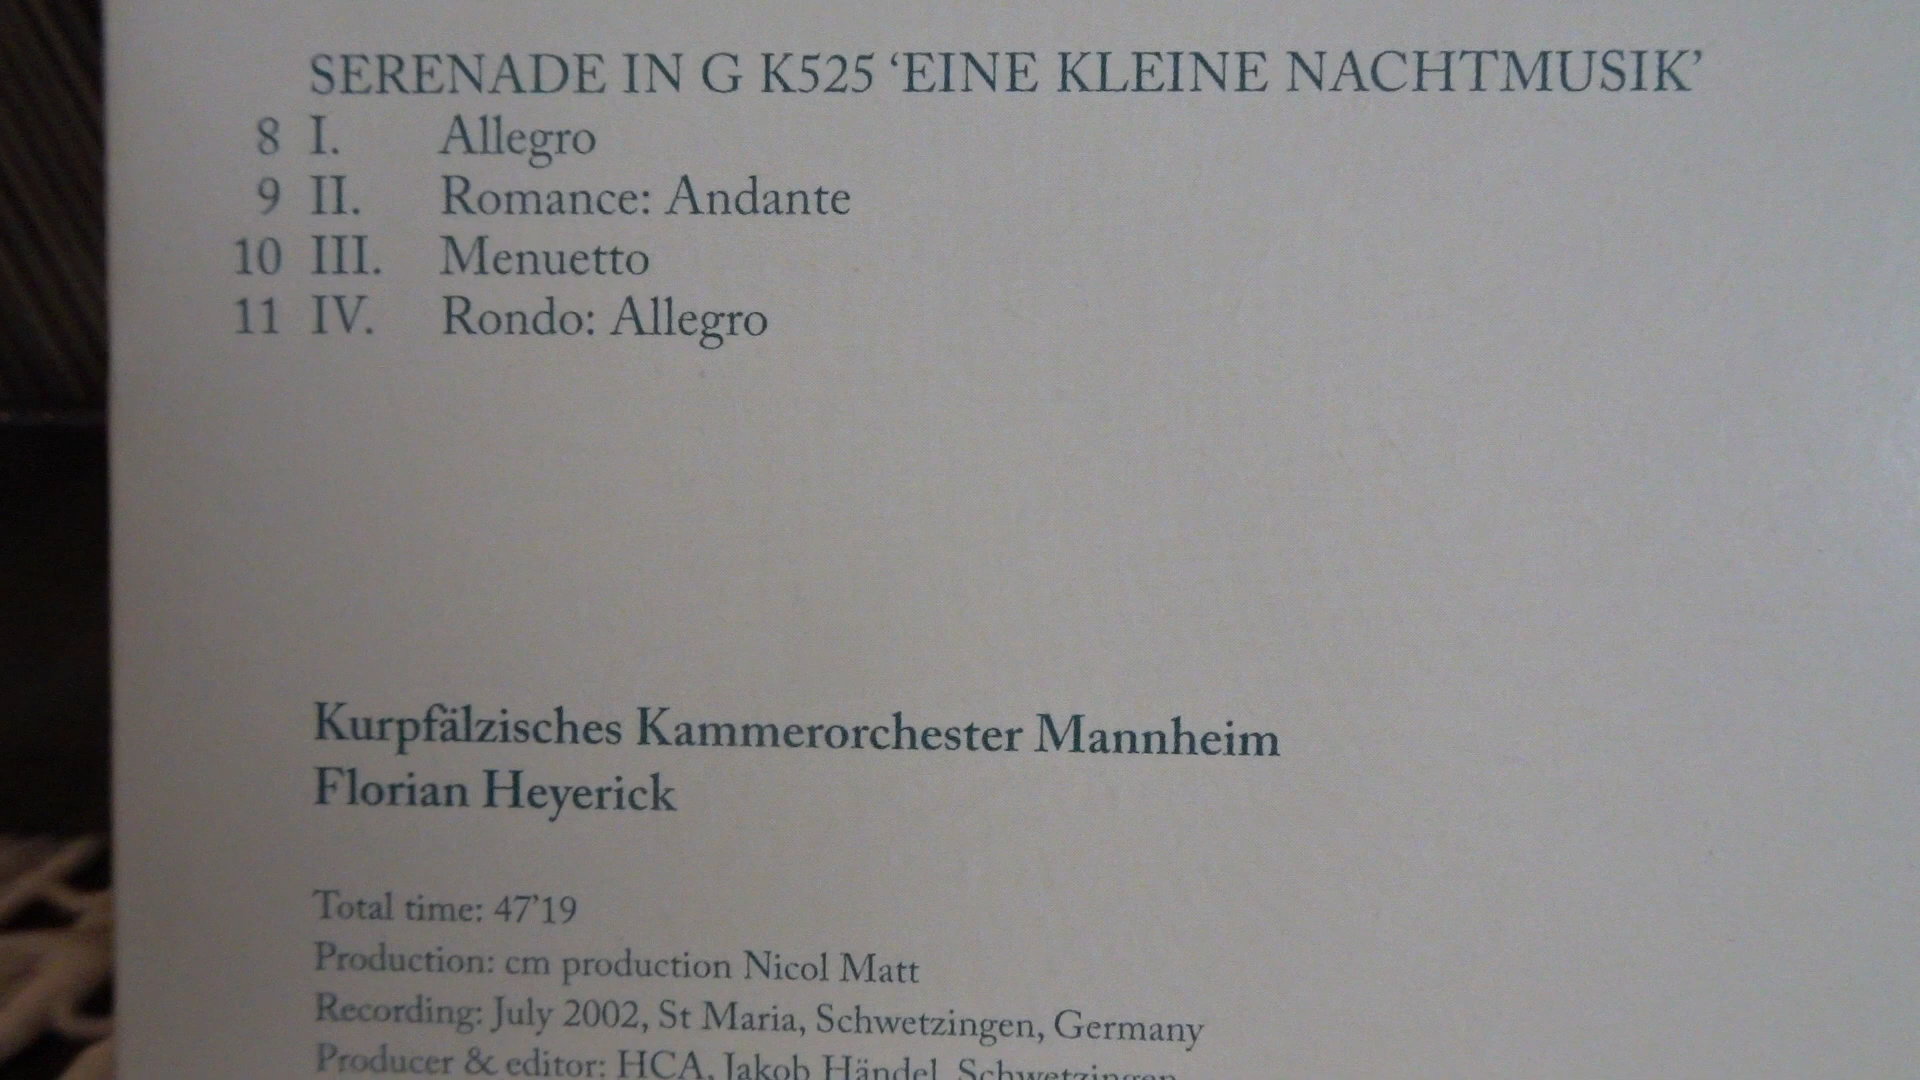 SERENADE IN G K525 ‘EINE KLEINE NACHTMUSIK’
8 I. Allegro
9 II. Romance: Andante
10 III. Menuetto
11 IV. Rondo: Allegro
Kurpfälzisches Kammerorchester Mannheim
Florian Heyerick
Total time: 47’19
Production: cm production Nicol Matt
Recording: July 2002, St Maria, Schwetzingen, Germany
Producer & editor: HCA, Jakob Händel, Schwetzingen